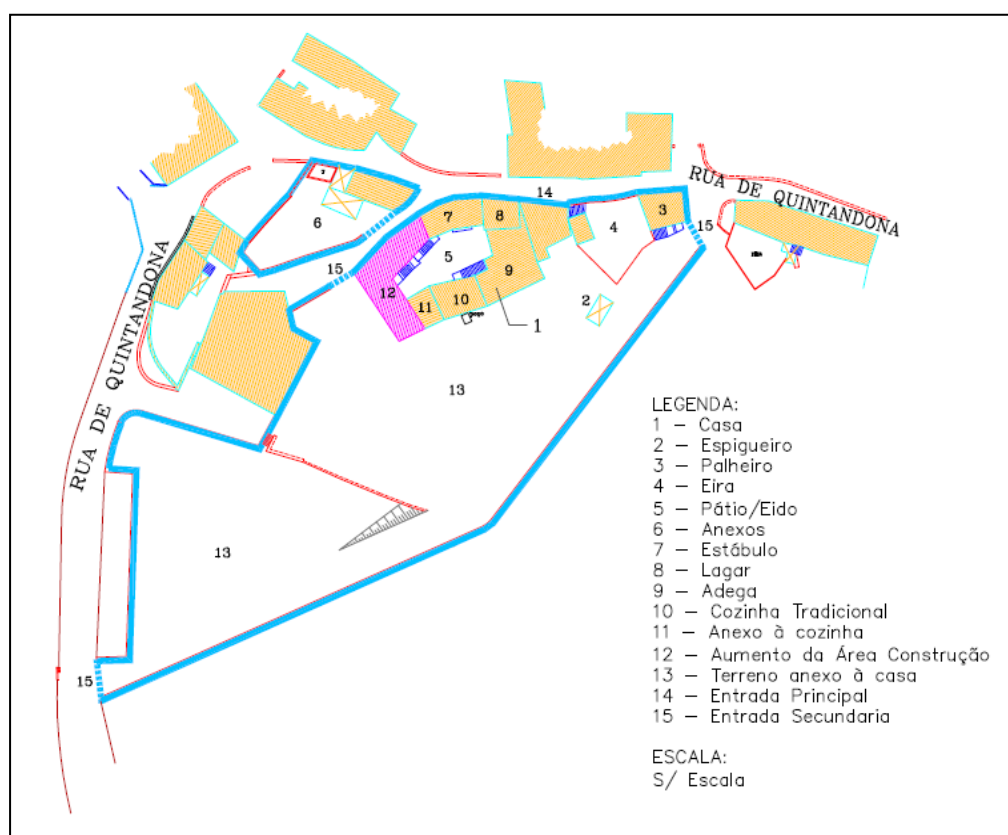 RUA DE QUINTANDONA
14
3
15
6
7
8
4
5
15
9
12
2
11
10
1
13
RUA DE QUINTANDONA
13
15
LEGENDA:
1 – Casa
2 – Espigueiro
3 – Palheiro
4 – Eira
5 – Pátio/Eido
6 – Anexos
7 – Estábulo
8 – Lagar
9 – Adega
10 – Cozinha Tradicional
11 – Anexo à cozinha
12 – Aumento da Área Construção
13 – Terreno anexo à casa
14 – Entrada Principal
15 – Entrada Secundaria
ESCALA:
S/ Escala